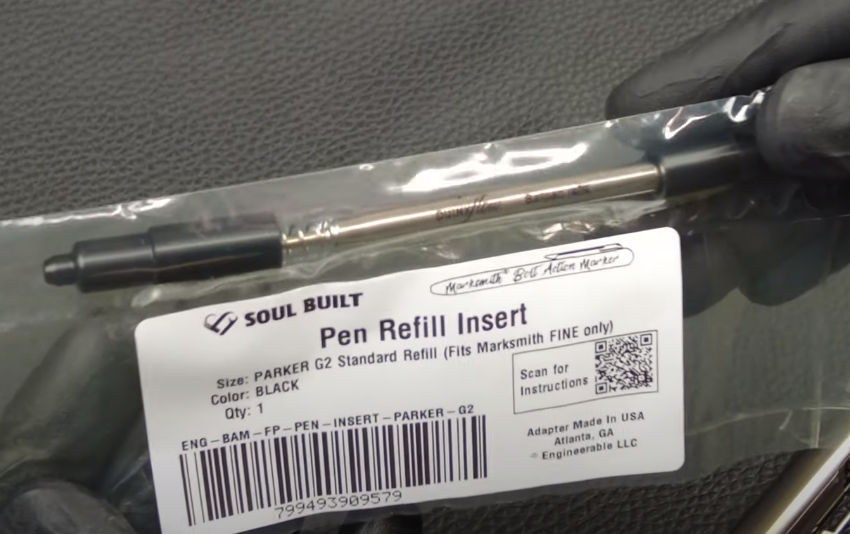 SOUL BUILT
Marksmith® Bolt Action Marker
Pen Refill Insert
Size: PARKER G2 Standard Refill (Fits Marksmith FINE only)
Color: BLACK
Qty: 1
Scan for
Instructions
ENG-BAM-FP-PEN-INSERT-PARKER-G2
799493909579
Adapter Made In USA
Atlanta, GA
Engineerable LLC